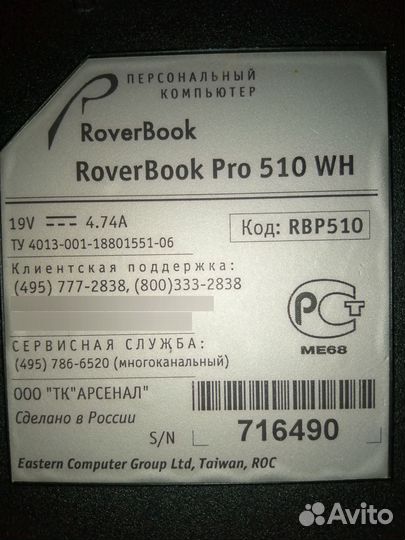 ПЕРСОНАЛЬНЫЙ
КОМПЬЮТЕР
RoverBook
RoverBook Pro 510 WH
19V 4.74A
ТУ 4013-001-18801551-06
Код: RBP510
Клиентская поддержка:
(495) 777-2838, (800)333-2838
СЕРВИСНАЯ СЛУЖБА:
(495) 786-6520 (многоканальный)
РСТ
МЕ68
ООО "ТК"АРСЕНАЛ"
Сделано в России
S/N 716490
Eastern Computer Group Ltd, Taiwan, ROC
Avito